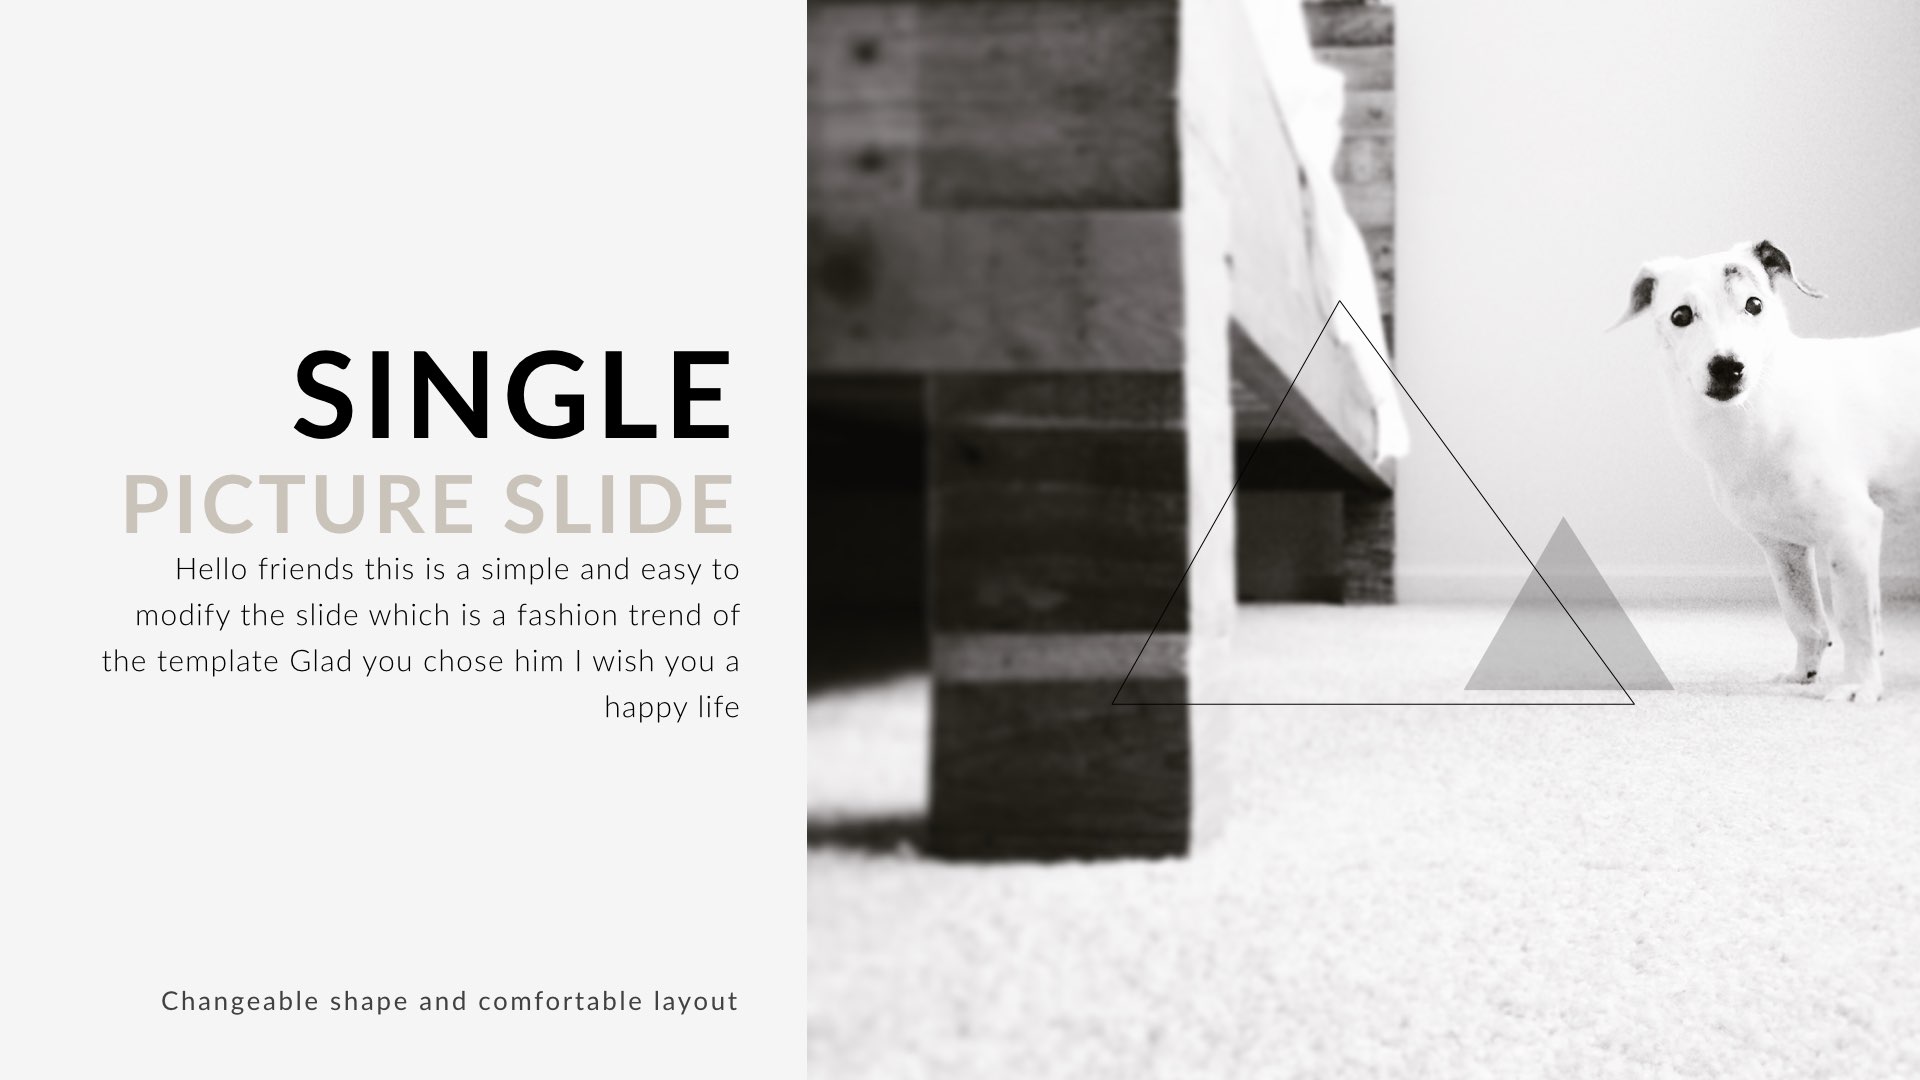 SINGLE
PICTURE SLIDE
Hello friends this is a simple and easy to
modify the slide which is a fashion trend of
the template Glad you chose him I wish you a
happy life
Changeable shape and comfortable layout